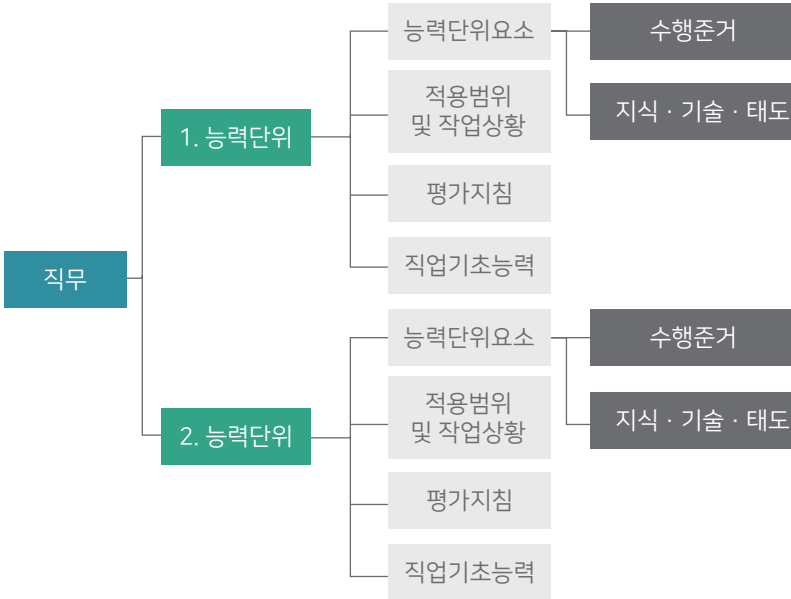 직무
1. 능력단위
능력단위요소
수행준거
지식 · 기술 · 태도
적용범위
및 작업상황
평가지침
직업기초능력
2. 능력단위
능력단위요소
수행준거
지식 · 기술 · 태도
적용범위
및 작업상황
평가지침
직업기초능력